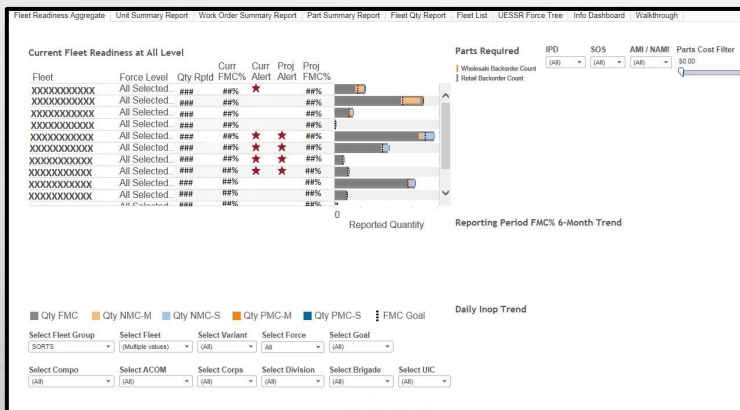 Fleet Readiness Aggregate Unit Summary Report Work Order Summary Report Part Summary Report Fleet Qty Report Fleet List UESSR Force Tree Info Dashboard Walkthrough
Current Fleet Readiness at All Level
Fleet Force Level Qty Rptd Curr FMC% Curr Alert Proj Alert Proj FMC%
XXXXXXXXXXX All Selected.. ### ##% ★ ##%
XXXXXXXXXXX All Selected.. ### ##% ##%
XXXXXXXXXXX All Selected.. ### ##% ##%
XXXXXXXXXXX All Selected.. ### ##% ##%
XXXXXXXXXXX All Selected.. ### ##% ★ ★ ##%
XXXXXXXXXXX All Selected.. ### ##% ★ ★ ##%
XXXXXXXXXXX All Selected.. ### ##% ★ ★ ##%
XXXXXXXXXXX All Selected.. ### ##% ★ ★ ##%
XXXXXXXXXXX All Selected.. ### ##% ##%
XXXXXXXXXXX All Selected.. ### ##% ##%
All Selected.. ### ##% ##%
0
Reported Quantity
Parts Required IPD SOS AMI / NAMI Parts Cost Filter
(All) (All) (All) $0.00
Wholesale Backorder Count
Retail Backorder Count
Reporting Period FMC% 6-Month Trend
Daily Inop Trend
Qty FMC Qty NMC-M Qty NMC-S Qty PMC-M Qty PMC-S FMC Goal
Select Fleet Group Select Fleet Select Variant Select Force Select Goal
SORTS (Multiple values) (All) All (All)
Select Compo Select ACOM Select Corps Select Division Select Brigade Select UIC
(All) (All) (All) (All) (All) (All)